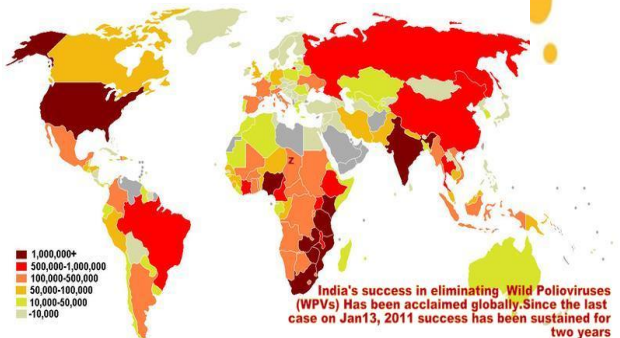 Z
1,000,000+
500,000-1,000,000
100,000-500,000
50,000-100,000
10,000-50,000
-10,000
India's success in eliminating Wild Polioviruses
(WPVs) Has been acclaimed globally.Since the last
case on Jan13, 2011 success has been sustained for
two years